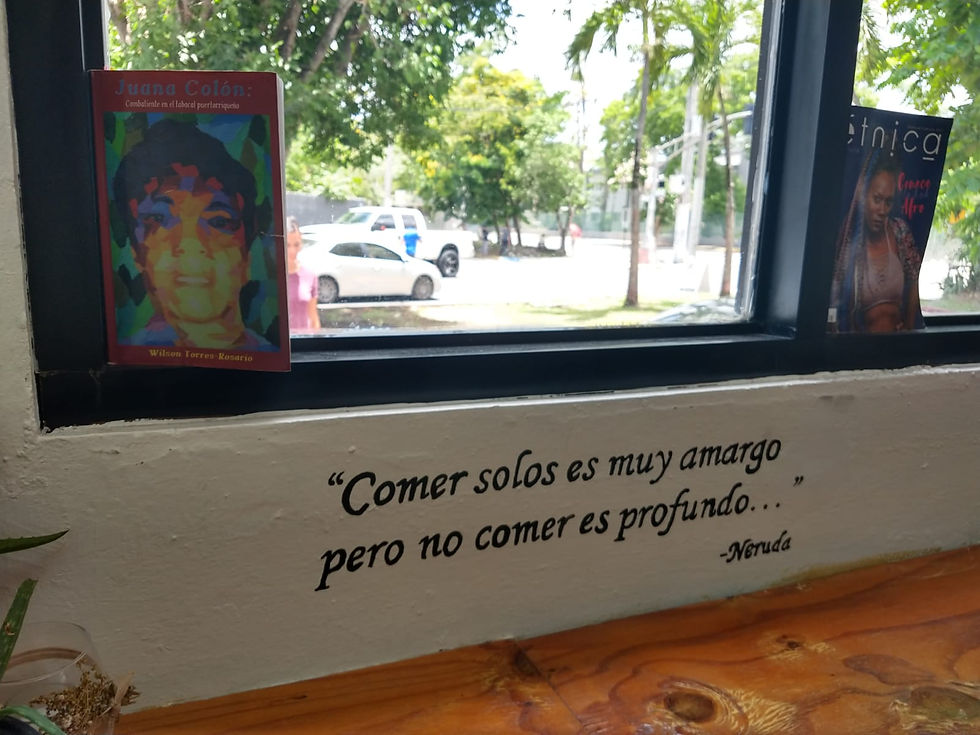 Juana Colón:
Combatiente en el laboral puertorriqueño
Wilson Torres-Rosario
étnica
Afro
“Comer solos es muy amargo
pero no comer es profundo...”
-Neruda